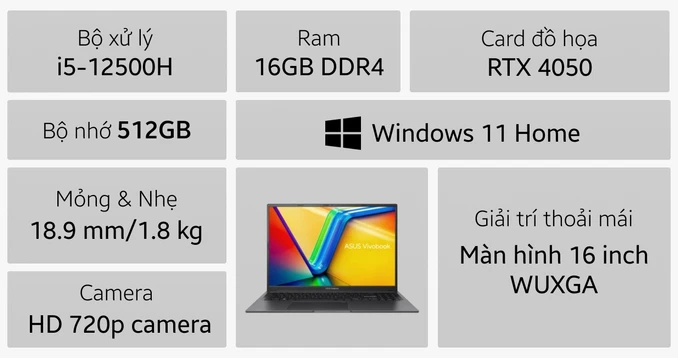 Bộ xử lý
i5-12500H
Ram
16GB DDR4
Card đồ họa
RTX 4050
Bộ nhớ 512GB
Windows 11 Home
Mỏng & Nhẹ
18.9 mm/1.8 kg
ASUS Vivobook
Giải trí thoải mái
Màn hình 16 inch
WUXGA
Camera
HD 720p camera